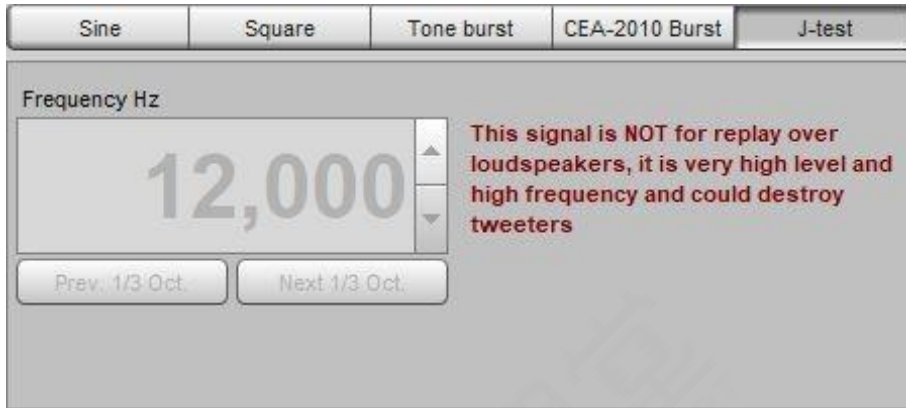 Sine Square Tone burst CEA-2010 Burst J-test
Frequency Hz
12,000
This signal is NOT for replay over
loudspeakers, it is very high level and
high frequency and could destroy
tweeters
Prev. 1/3 Oct. Next 1/3 Oct.